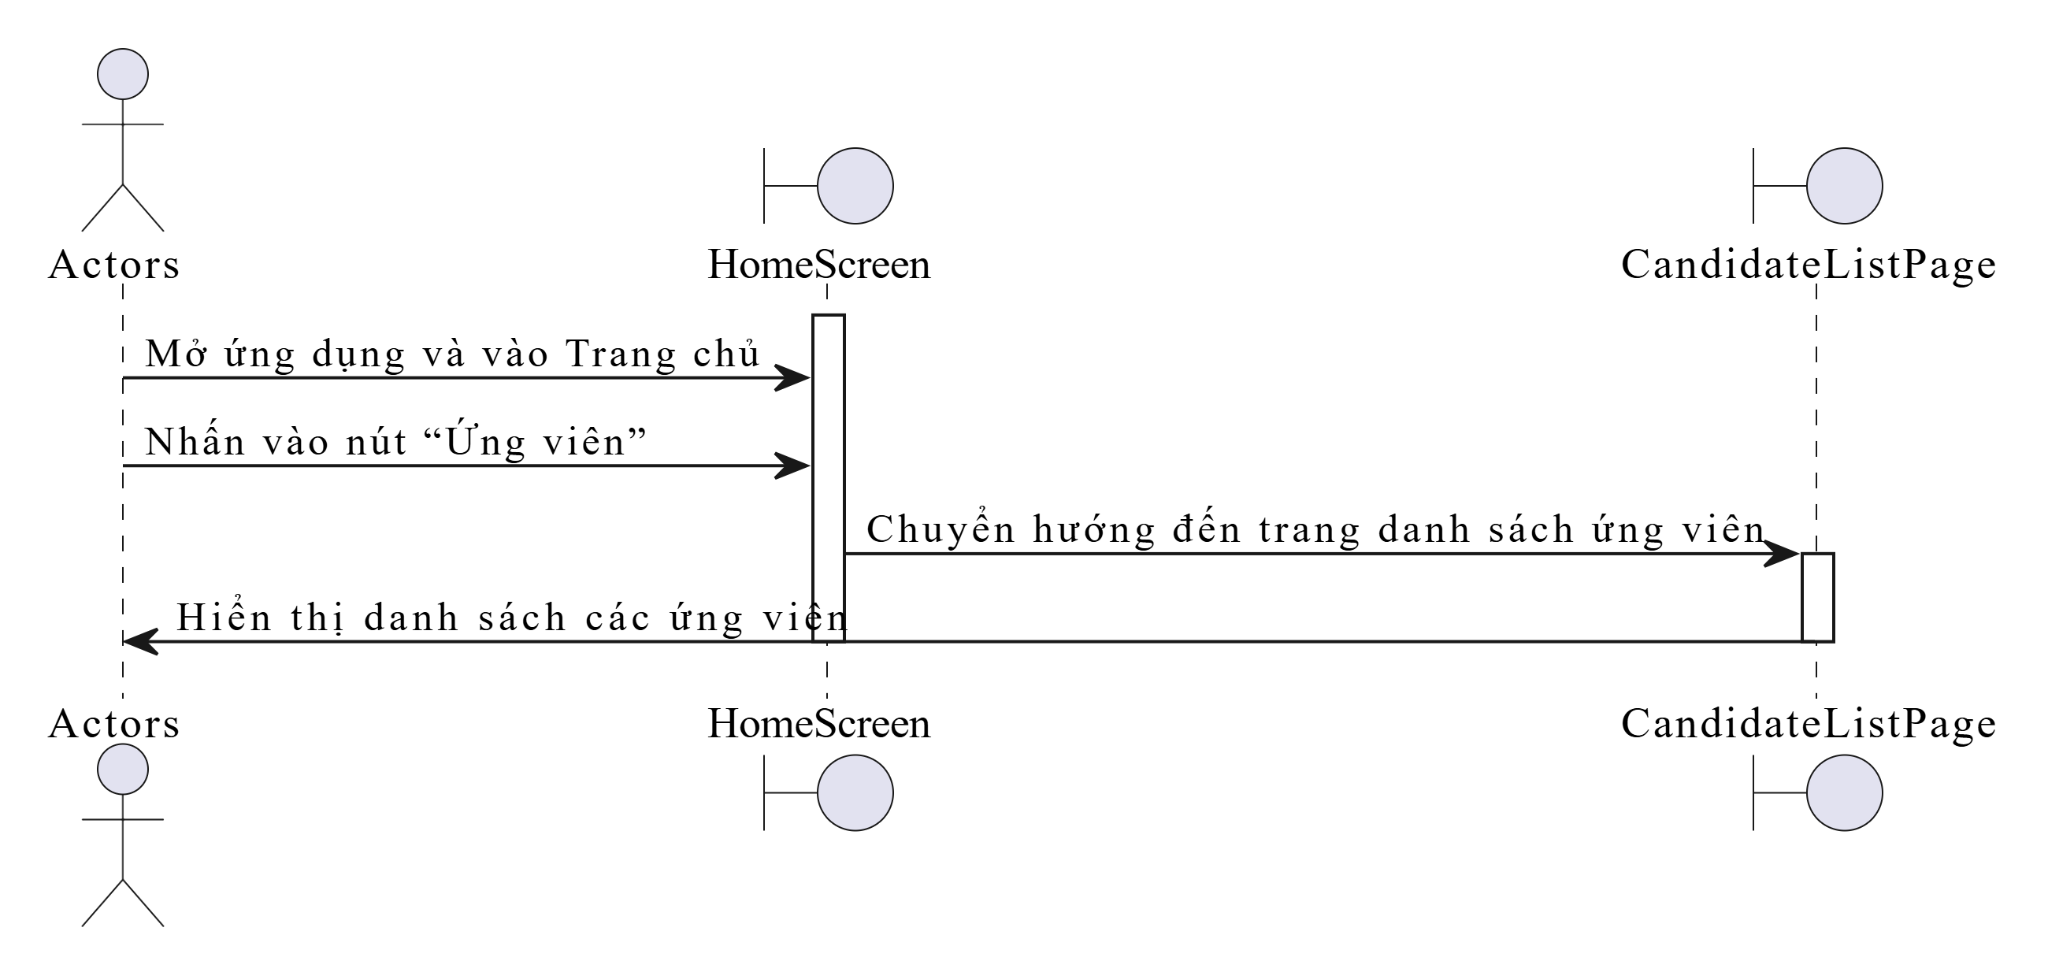 Actors
HomeScreen
CandidateListPage
Mở ứng dụng và vào Trang chủ
Nhấn vào nút “Ứng viên”
Chuyển hướng đến trang danh sách ứng viên
Hiển thị danh sách các ứng viên
Actors
HomeScreen
CandidateListPage